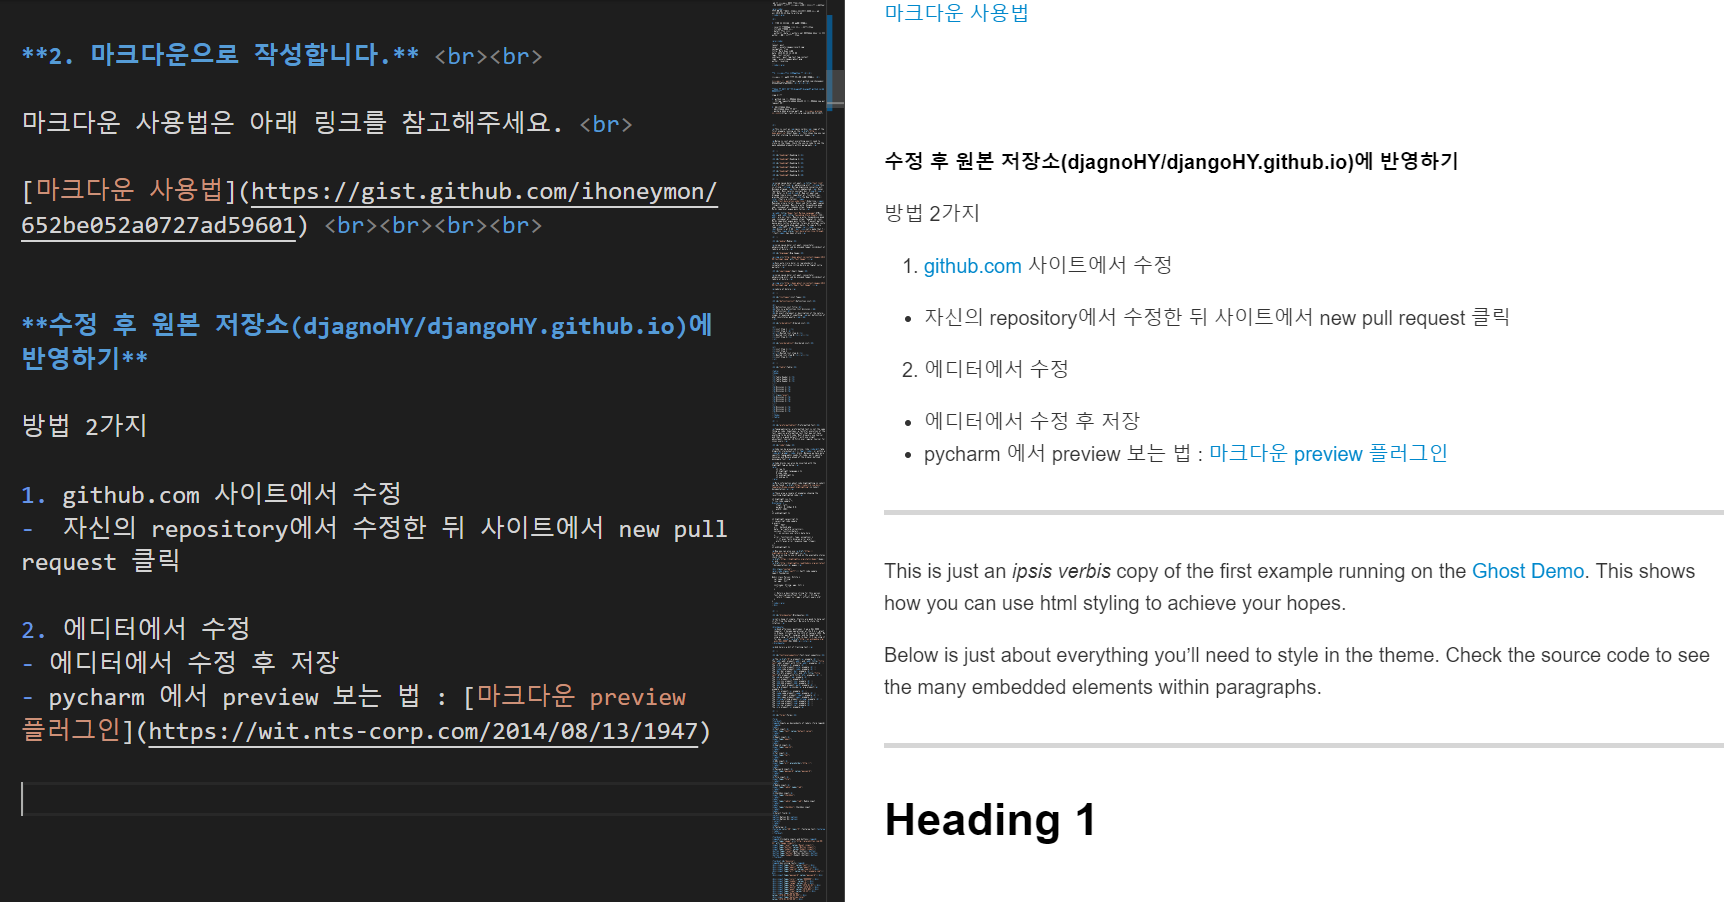 **2. 마크다운으로 작성합니다.** <br><br>
마크다운 사용법은 아래 링크를 참고해주세요. <br>
[마크다운 사용법](https://gist.github.com/ihoneymon/
652be052a0727ad59601) <br><br><br><br>
**수정 후 원본 저장소(djagnoHY/djangoHY.github.io)에
반영하기**
방법 2가지
1. github.com 사이트에서 수정
- 자신의 repository에서 수정한 뒤 사이트에서 new pull
request 클릭
2. 에디터에서 수정
- 에디터에서 수정 후 저장
- pycharm 에서 preview 보는 법 : [마크다운 preview
플러그인](https://wit.nts-corp.com/2014/08/13/1947)
마크다운 사용법
수정 후 원본 저장소(djagnoHY/djangoHY.github.io)에 반영하기
방법 2가지
1. github.com 사이트에서 수정
• 자신의 repository에서 수정한 뒤 사이트에서 new pull request 클릭
2. 에디터에서 수정
• 에디터에서 수정 후 저장
• pycharm 에서 preview 보는 법 : 마크다운 preview 플러그인
This is just an ipsis verbis copy of the first example running on the Ghost Demo. This shows
how you can use html styling to achieve your hopes.
Below is just about everything you’ll need to style in the theme. Check the source code to see
the many embedded elements within paragraphs.
Heading 1